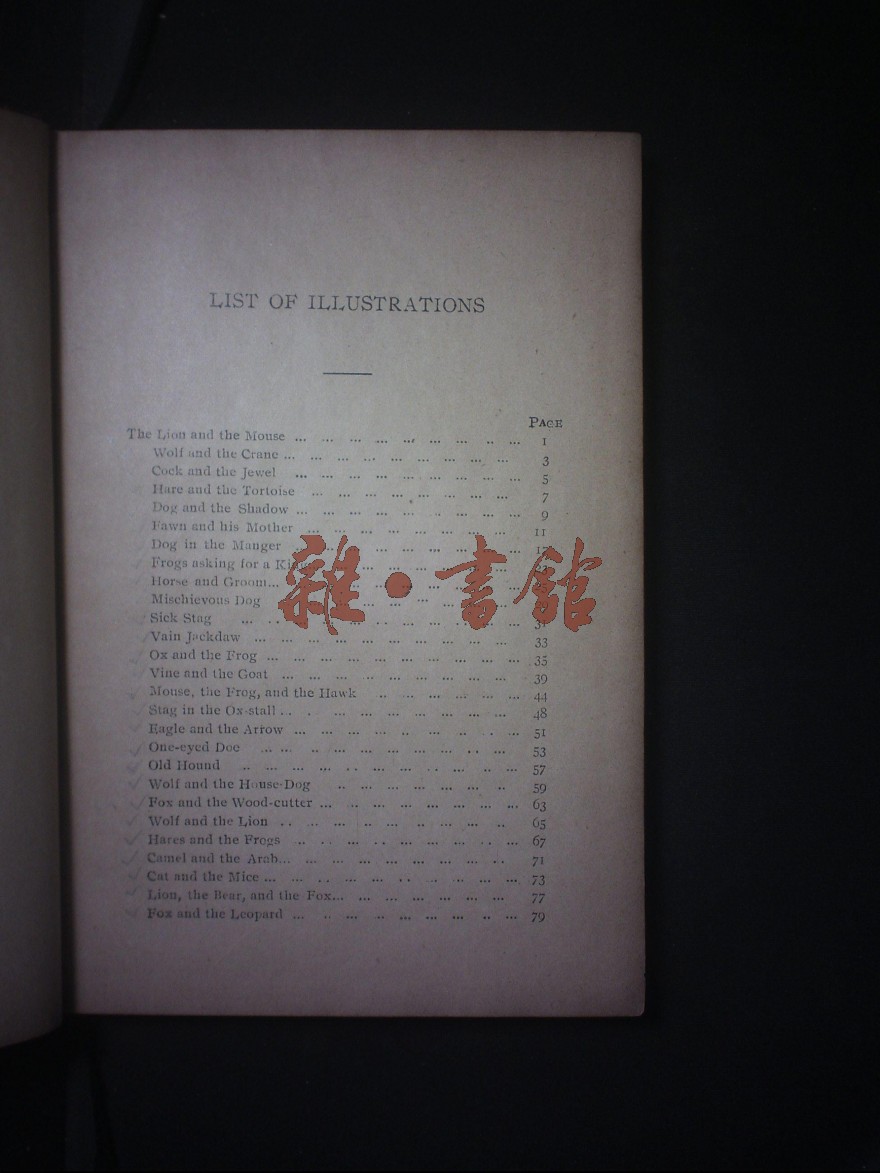 LIST OF ILLUSTRATIONS
PAGE
The Lion and the Mouse ... ... ... ... ... ... ... ... ... 1
Wolf and the Crane ... ... ... ... ... ... ... ... ... 3
Cock and the Jewel ... ... ... ... ... ... ... ... 5
Hare and the Tortoise ... ... ... ... ... ... ... ... 7
Dog and the Shadow ... ... ... ... ... ... ... ... ... 9
Fawn and his Mother ... ... ... ... ... ... ... ... 11
Dog in the Manger ... ... ... ... ... ... ... ...
Frogs asking for a King ... ... ... ... ... ...
Horse and Groom... ... ... ... ... ... ...
Mischievous Dog ... ... ... ... ... ...
Sick Stag ... ... ... ... ... ... ... ... 31
Vain Jackdaw ... ... ... ... ... ... ... ... ... ... 33
Ox and the Frog ... ... ... ... ... ... ... ... ... ... 35
Vine and the Goat ... ... ... ... ... ... ... ... ... 39
Mouse, the Frog, and the Hawk ... ... ... ... ... ... 44
Stag in the Ox-stall ... ... ... ... ... ... ... ... 48
Eagle and the Arrow ... ... ... ... ... ... ... ... ... 51
One-eyed Doe ... ... ... ... ... ... ... ... ... ... 53
Old Hound ... ... ... ... ... ... ... ... ... ... ... 57
Wolf and the House-Dog ... ... ... ... ... ... ... 59
Fox and the Wood-cutter ... ... ... ... ... ... ... ... 63
Wolf and the Lion ... ... ... ... ... ... ... ... ... 65
Hares and the Frogs ... ... ... ... ... ... ... ... ... 67
Camel and the Arab... ... ... ... ... ... ... ... ... 71
Cat and the Mice ... ... ... ... ... ... ... ... ... ... 73
Lion, the Bear, and the Fox... ... ... ... ... ... ... 77
Fox and the Leopard ... ... ... ... ... ... ... ... ... 79
雜·書館